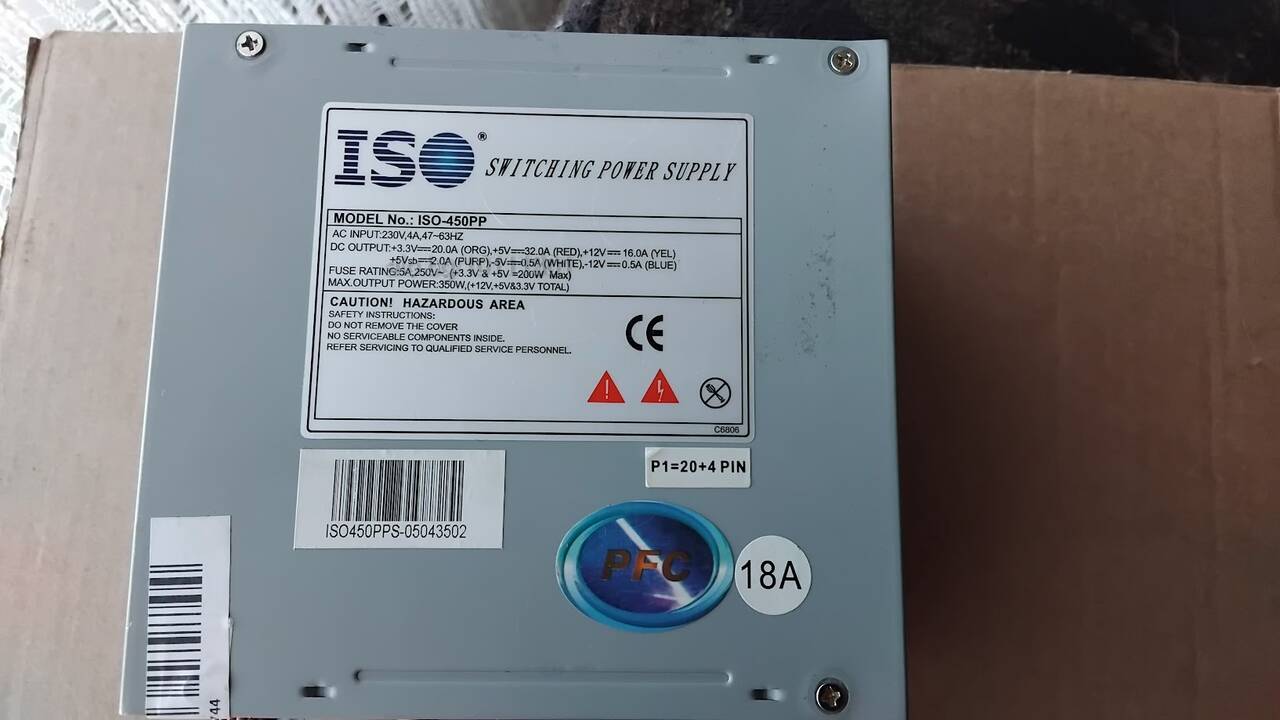 ISO® SWITCHING POWER SUPPLY
MODEL No.: ISO-450PP
AC INPUT:230V,4A,47~63HZ
DC OUTPUT:+3.3V⎓20.0A (ORG),+5V⎓32.0A (RED),+12V⎓16.0A (YEL)
+5Vsb⎓2.0A (PURP),-5V⎓0.5A (WHITE),-12V⎓0.5A (BLUE)
FUSE RATING:5A,250V~ (+3.3V & +5V =200W Max)
MAX.OUTPUT POWER:350W,(+12V,+5V&3.3V TOTAL)
CAUTION! HAZARDOUS AREA
SAFETY INSTRUCTIONS:
DO NOT REMOVE THE COVER
NO SERVICEABLE COMPONENTS INSIDE.
REFER SERVICING TO QUALIFIED SERVICE PERSONNEL.
CE
C6806
P1=20+4 PIN
ISO450PPS-05043502
PFC
18A
744